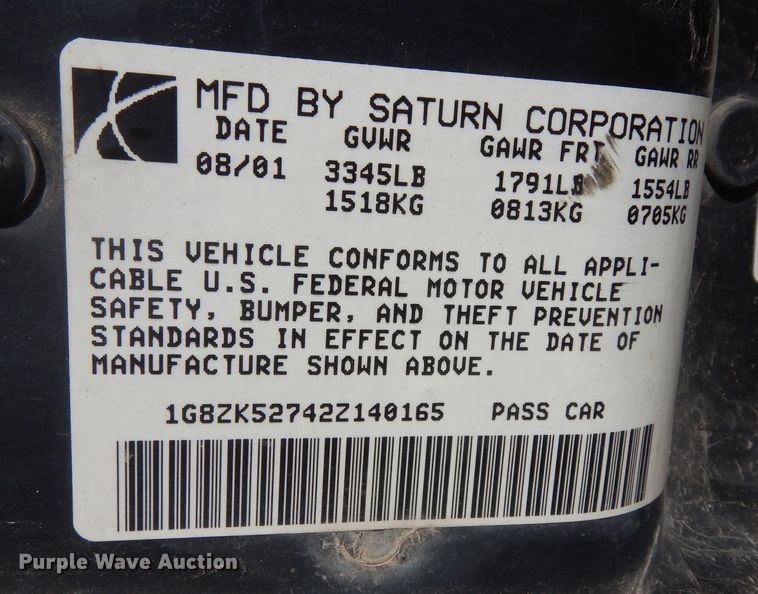 MFD BY SATURN CORPORATION
DATE GVWR GAWR FRT GAWR RR
08/01 3345LB 1791LB 1554LB
1518KG 0813KG 0705KG
THIS VEHICLE CONFORMS TO ALL APPLI-
CABLE U.S. FEDERAL MOTOR VEHICLE
SAFETY, BUMPER, AND THEFT PREVENTION
STANDARDS IN EFFECT ON THE DATE OF
MANUFACTURE SHOWN ABOVE.
1G8ZK52742Z140165 PASS CAR
Purple Wave Auction